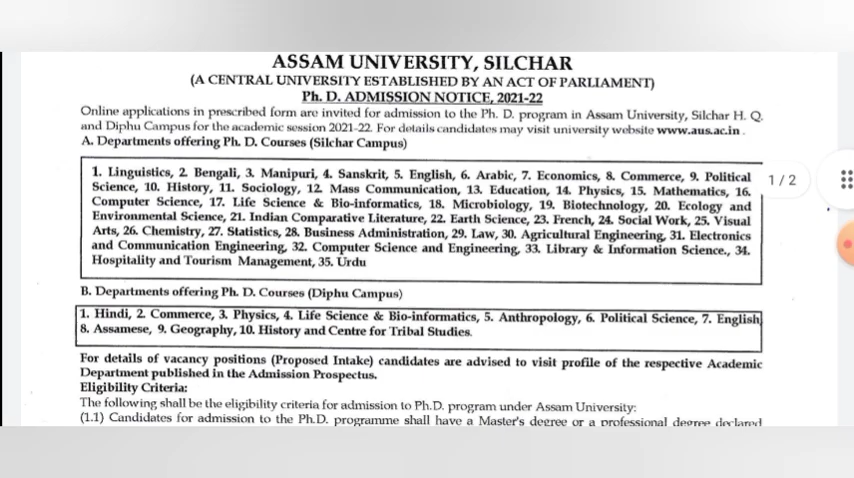 ASSAM UNIVERSITY, SILCHAR
(A CENTRAL UNIVERSITY ESTABLISHED BY AN ACT OF PARLIAMENT)
Ph. D. ADMISSION NOTICE, 2021-22
Online applications in prescribed form are invited for admission to the Ph. D. program in Assam University, Silchar H. Q.
and Diphu Campus for the academic session 2021-22. For details candidates may visit university website www.aus.ac.in .
A. Departments offering Ph. D. Courses (Silchar Campus)
1. Linguistics, 2. Bengali, 3. Manipuri, 4. Sanskrit, 5. English, 6. Arabic, 7. Economics, 8. Commerce, 9. Political
Science, 10. History, 11. Sociology, 12. Mass Communication, 13. Education, 14. Physics, 15. Mathematics, 16.
Computer Science, 17. Life Science & Bio-informatics, 18. Microbiology, 19. Biotechnology, 20. Ecology and
Environmental Science, 21. Indian Comparative Literature, 22. Earth Science, 23. French, 24. Social Work, 25. Visual
Arts, 26. Chemistry, 27. Statistics, 28. Business Administration, 29. Law, 30. Agricultural Engineering, 31. Electronics
and Communication Engineering, 32. Computer Science and Engineering, 33. Library & Information Science., 34.
Hospitality and Tourism Management, 35. Urdu
1 / 2
B. Departments offering Ph. D. Courses (Diphu Campus)
1. Hindi, 2. Commerce, 3. Physics, 4. Life Science & Bio-informatics, 5. Anthropology, 6. Political Science, 7. English
8. Assamese, 9. Geography, 10. History and Centre for Tribal Studies.
For details of vacancy positions (Proposed Intake) candidates are advised to visit profile of the respective Academic
Department published in the Admission Prospectus.
Eligibility Criteria:
The following shall be the eligibility criteria for admission to Ph.D. program under Assam University:
(1.1) Candidates for admission to the Ph.D. programme shall have a Master's degree or a professional degree declared